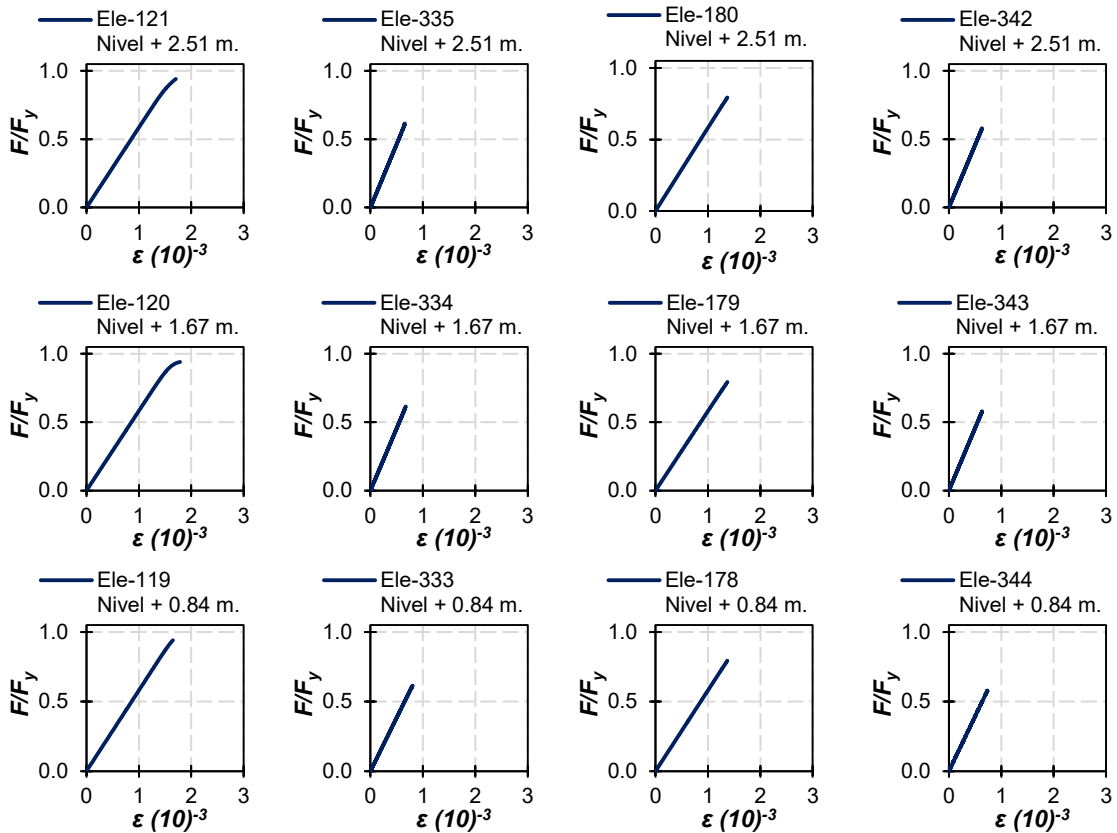 Ele-121
Nivel + 2.51 m.
1.0
0.5
0.0
F/Fy
0 1 2 3
ε (10)-3
Ele-335
Nivel + 2.51 m.
1.0
0.5
0.0
F/Fy
0 1 2 3
ε (10)-3
Ele-180
Nivel + 2.51 m.
1.0
0.5
0.0
F/Fy
0 1 2 3
ε (10)-3
Ele-342
Nivel + 2.51 m.
1.0
0.5
0.0
F/Fy
0 1 2 3
ε (10)-3
Ele-120
Nivel + 1.67 m.
1.0
0.5
0.0
F/Fy
0 1 2 3
ε (10)-3
Ele-334
Nivel + 1.67 m.
1.0
0.5
0.0
F/Fy
0 1 2 3
ε (10)-3
Ele-179
Nivel + 1.67 m.
1.0
0.5
0.0
F/Fy
0 1 2 3
ε (10)-3
Ele-343
Nivel + 1.67 m.
1.0
0.5
0.0
F/Fy
0 1 2 3
ε (10)-3
Ele-119
Nivel + 0.84 m.
1.0
0.5
0.0
F/Fy
0 1 2 3
ε (10)-3
Ele-333
Nivel + 0.84 m.
1.0
0.5
0.0
F/Fy
0 1 2 3
ε (10)-3
Ele-178
Nivel + 0.84 m.
1.0
0.5
0.0
F/Fy
0 1 2 3
ε (10)-3
Ele-344
Nivel + 0.84 m.
1.0
0.5
0.0
F/Fy
0 1 2 3
ε (10)-3